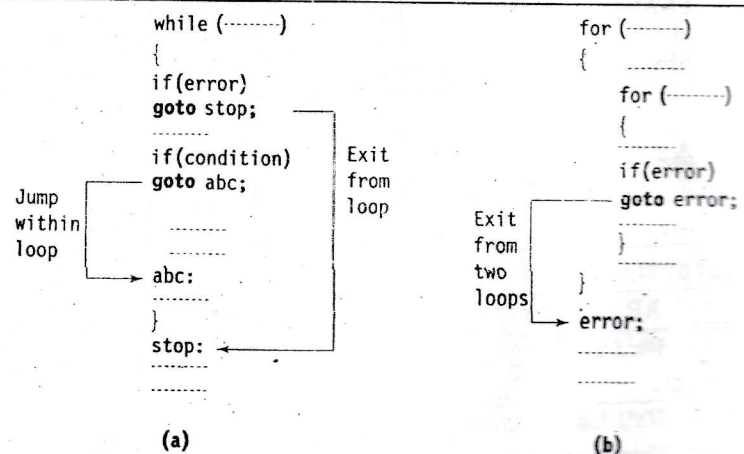 while (--------)
{
if(error)
goto stop;
---------
if(condition)
goto abc;
---------
---------
abc:
---------
}
stop:
---------
---------
Exit
from
loop
Jump
within
loop
(a)
for (--------)
{ ---------
for (--------)
{
---------
if(error)
goto error;
---------
}
---------
}
error;
---------
---------
Exit
from
two
loops
(b)